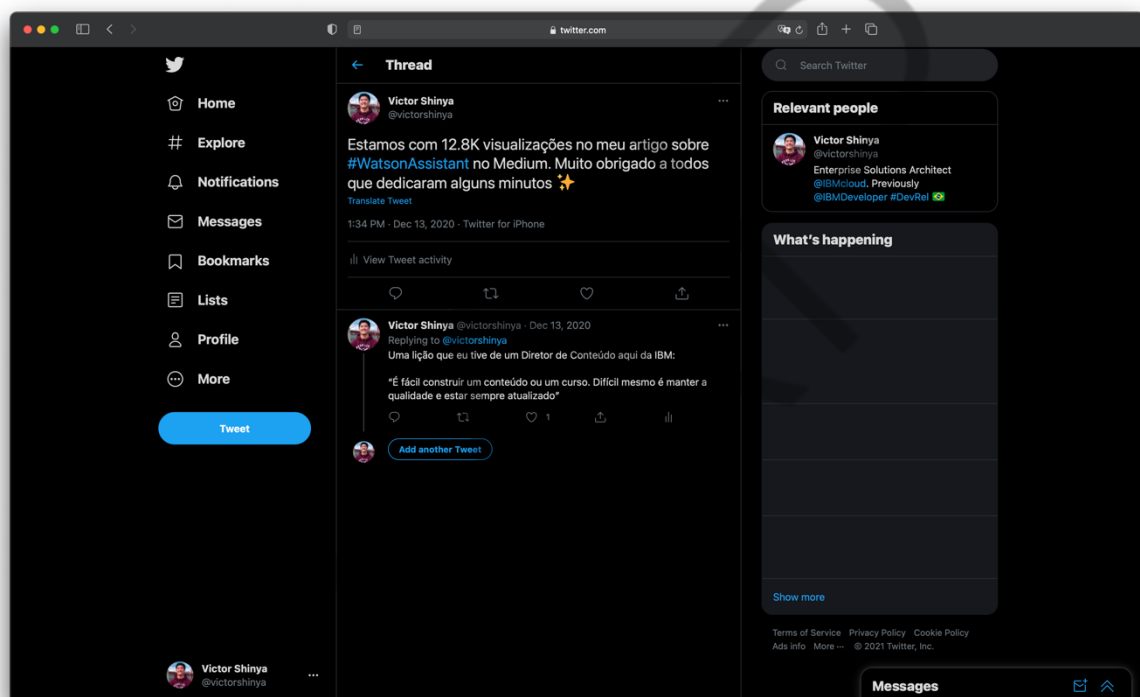 twitter.com
Home
Explore
Notifications
Messages
Bookmarks
Lists
Profile
More
Tweet
Victor Shinya
@victorshinya
Thread
Victor Shinya
@victorshinya
Estamos com 12.8K visualizações no meu artigo sobre
#WatsonAssistant no Medium. Muito obrigado a todos
que dedicaram alguns minutos ✨
Translate Tweet
1:34 PM · Dec 13, 2020 · Twitter for iPhone
View Tweet activity
Victor Shinya @victorshinya · Dec 13, 2020
Replying to @victorshinya
Uma lição que eu tive de um Diretor de Conteúdo aqui da IBM:
"É fácil construir um conteúdo ou um curso. Difícil mesmo é manter a
qualidade e estar sempre atualizado"
1
Add another Tweet
Search Twitter
Relevant people
Victor Shinya
@victorshinya
Enterprise Solutions Architect
@IBMcloud. Previously
@IBMDeveloper #DevRel 🇧🇷
What's happening
Show more
Terms of Service Privacy Policy Cookie Policy
Ads info More ··· © 2021 Twitter, Inc.
Messages